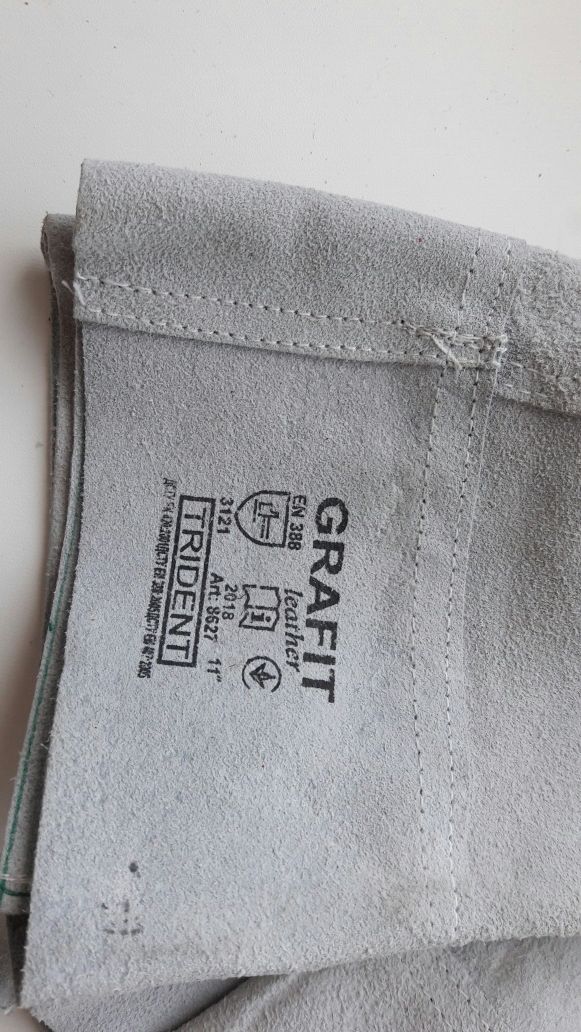 GRAFIT
leather
EN 388
3121
2018
Art: 8627 11"
TRIDENT